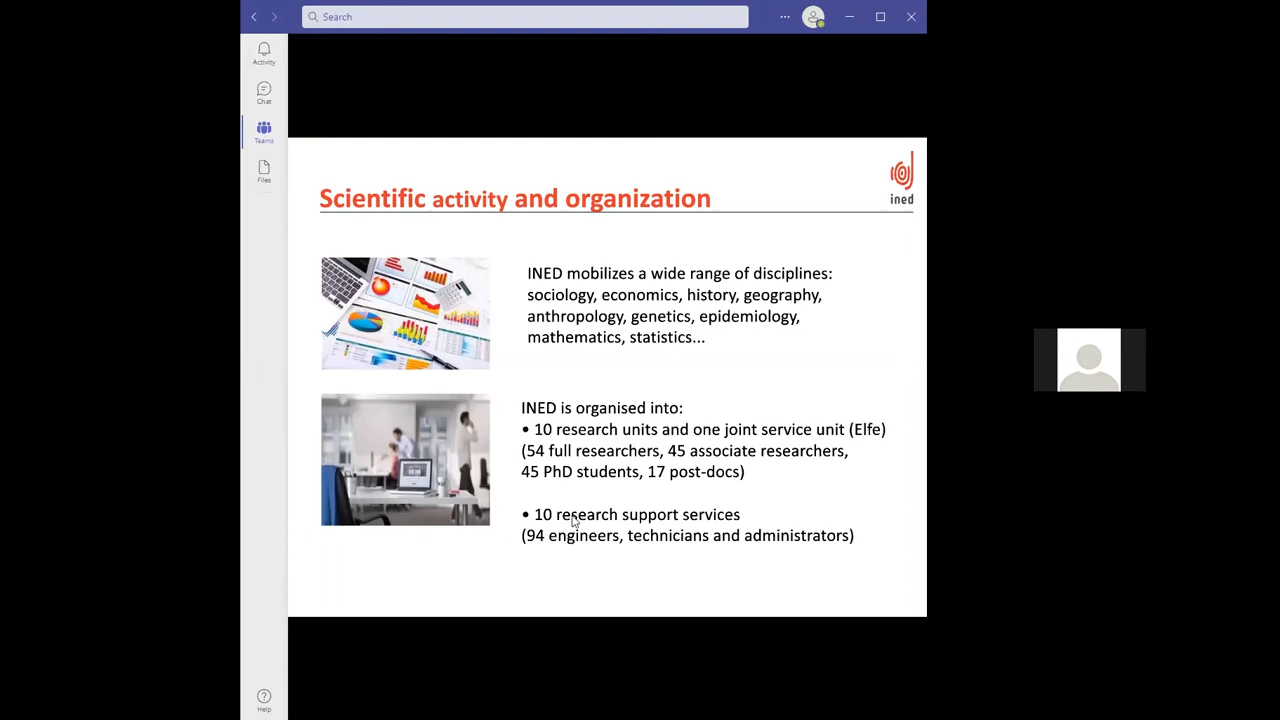 Search
Activity
Chat
Teams
Files
Help
Scientific activity and organization
ined
INED mobilizes a wide range of disciplines:
sociology, economics, history, geography,
anthropology, genetics, epidemiology,
mathematics, statistics...
INED is organised into:
• 10 research units and one joint service unit (Elfe)
(54 full researchers, 45 associate researchers,
45 PhD students, 17 post-docs)
• 10 research support services
(94 engineers, technicians and administrators)